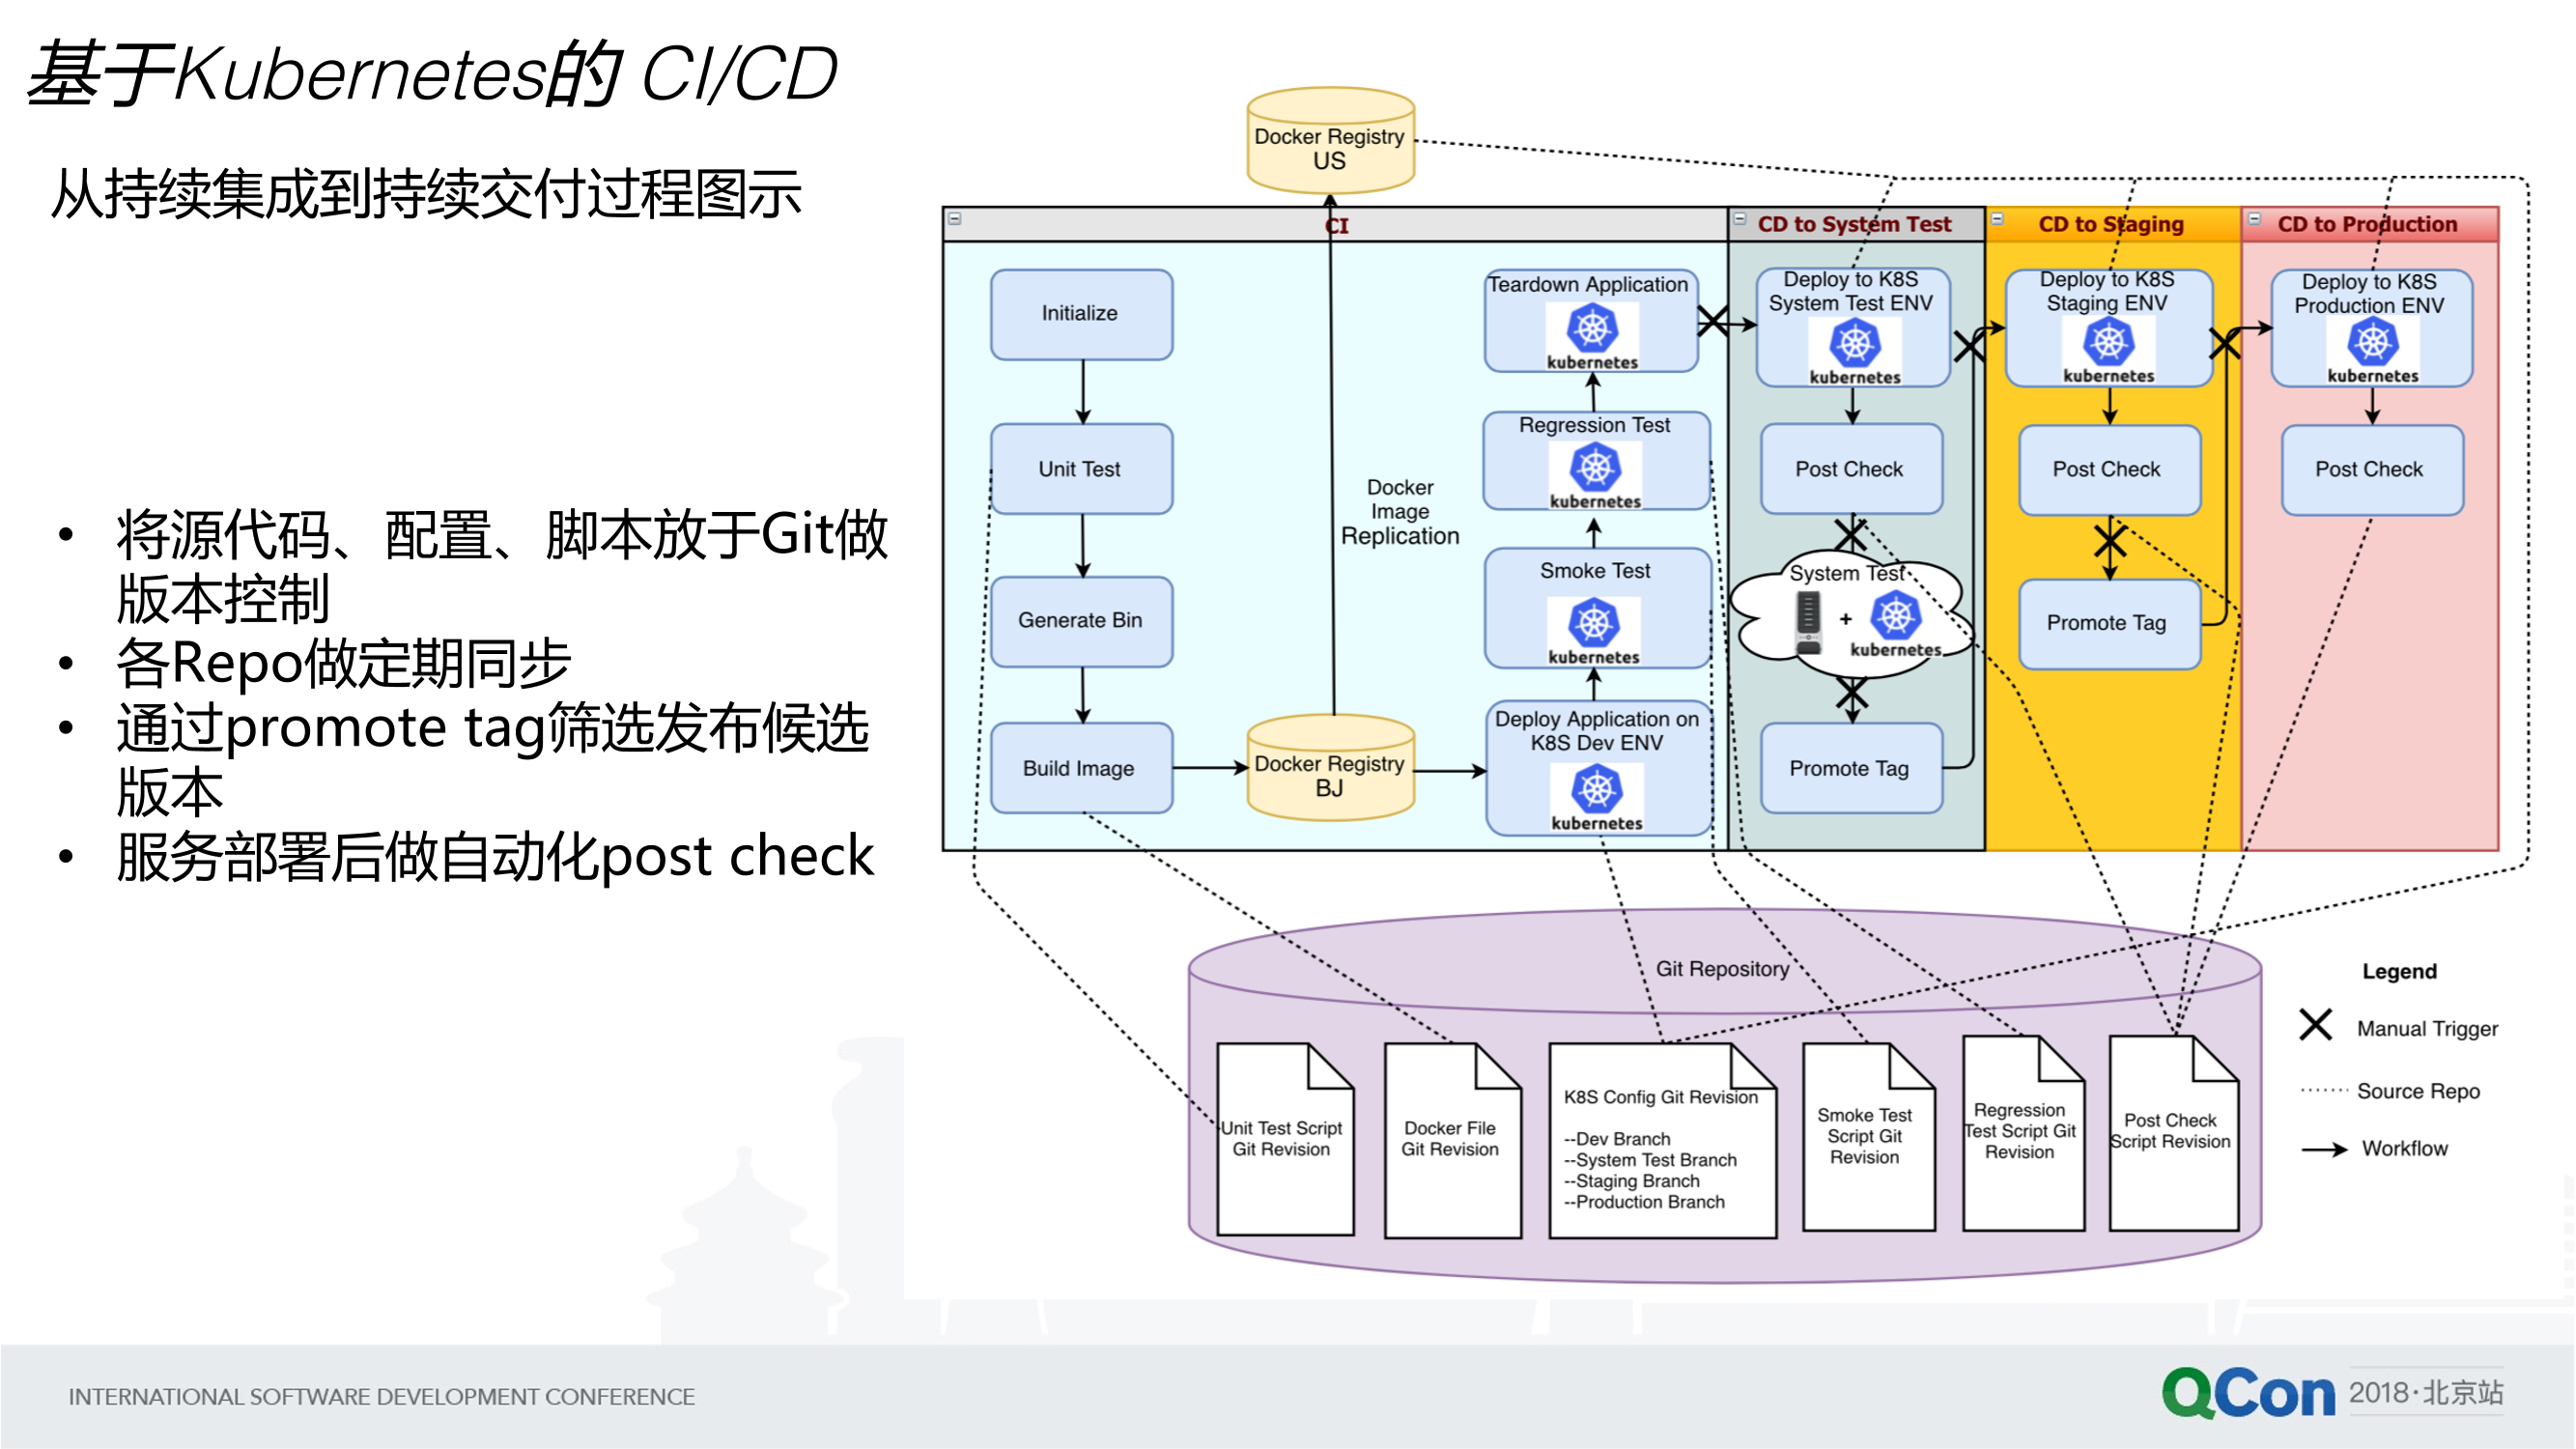 基于Kubernetes的 CI/CD
从持续集成到持续交付过程图示
• 将源代码、配置、脚本放于Git做
版本控制
• 各Repo做定期同步
• 通过promote tag筛选发布候选
版本
• 服务部署后做自动化post check
Docker Registry
US
CI
Initialize
Unit Test
Generate Bin
Build Image
Docker
Image
Replication
Docker Registry
BJ
Teardown Application
kubernetes
Regression Test
kubernetes
Smoke Test
kubernetes
Deploy Application on
K8S Dev ENV
kubernetes
CD to System Test
Deploy to K8S
System Test ENV
kubernetes
Post Check
System Test
+
kubernetes
Promote Tag
CD to Staging
Deploy to K8S
Staging ENV
kubernetes
Post Check
Promote Tag
CD to Production
Deploy to K8S
Production ENV
kubernetes
Post Check
Git Repository
Unit Test Script
Git Revision
Docker File
Git Revision
K8S Config Git Revision
--Dev Branch
--System Test Branch
--Staging Branch
--Production Branch
Smoke Test
Script Git
Revision
Regression
Test Script Git
Revision
Post Check
Script Revision
Legend
Manual Trigger
Source Repo
Workflow
INTERNATIONAL SOFTWARE DEVELOPMENT CONFERENCE
QCon 2018·北京站